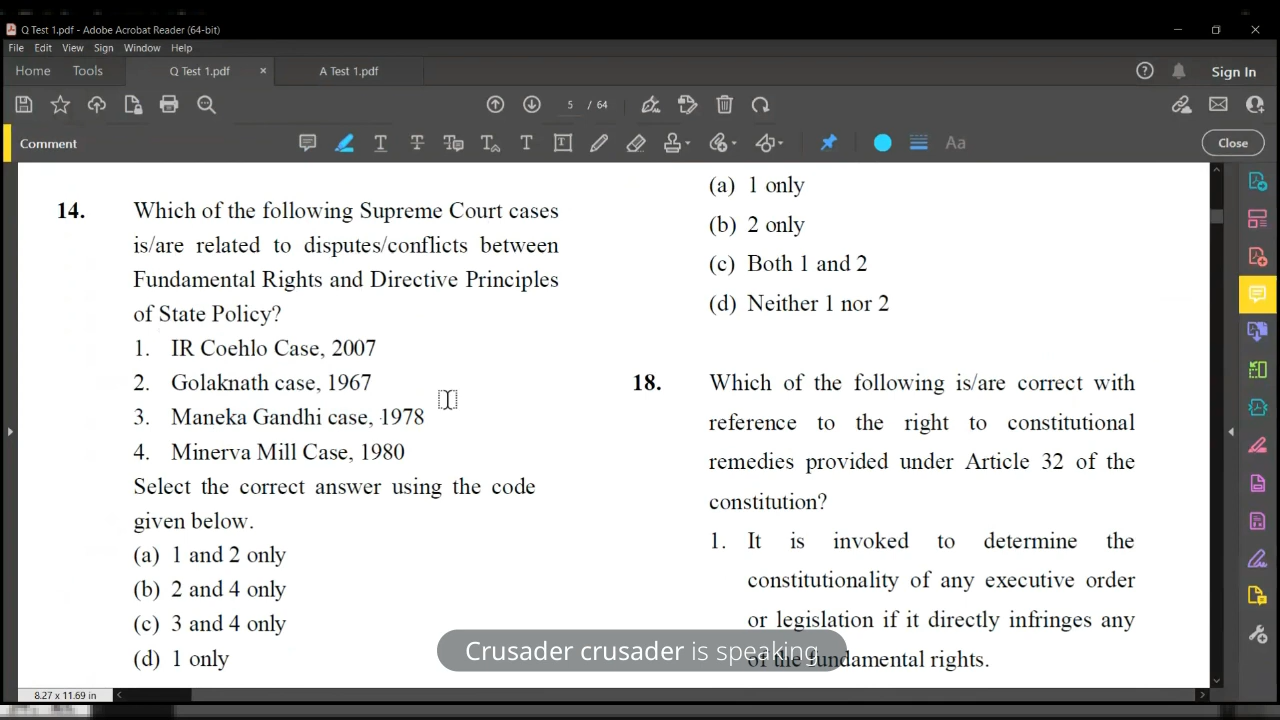 Q Test 1.pdf - Adobe Acrobat Reader (64-bit)
File Edit View Sign Window Help
Home Tools Q Test 1.pdf × A Test 1.pdf Sign In
5 / 64
Comment Aa Close
14. Which of the following Supreme Court cases
is/are related to disputes/conflicts between
Fundamental Rights and Directive Principles
of State Policy?
1. IR Coehlo Case, 2007
2. Golaknath case, 1967
3. Maneka Gandhi case, 1978
4. Minerva Mill Case, 1980
Select the correct answer using the code
given below.
(a) 1 and 2 only
(b) 2 and 4 only
(c) 3 and 4 only
(d) 1 only
(a) 1 only
(b) 2 only
(c) Both 1 and 2
(d) Neither 1 nor 2
18. Which of the following is/are correct with
reference to the right to constitutional
remedies provided under Article 32 of the
constitution?
1. It is invoked to determine the
constitutionality of any executive order
or legislation if it directly infringes any
of the fundamental rights.
Crusader crusader is speaking
8.27 x 11.69 in